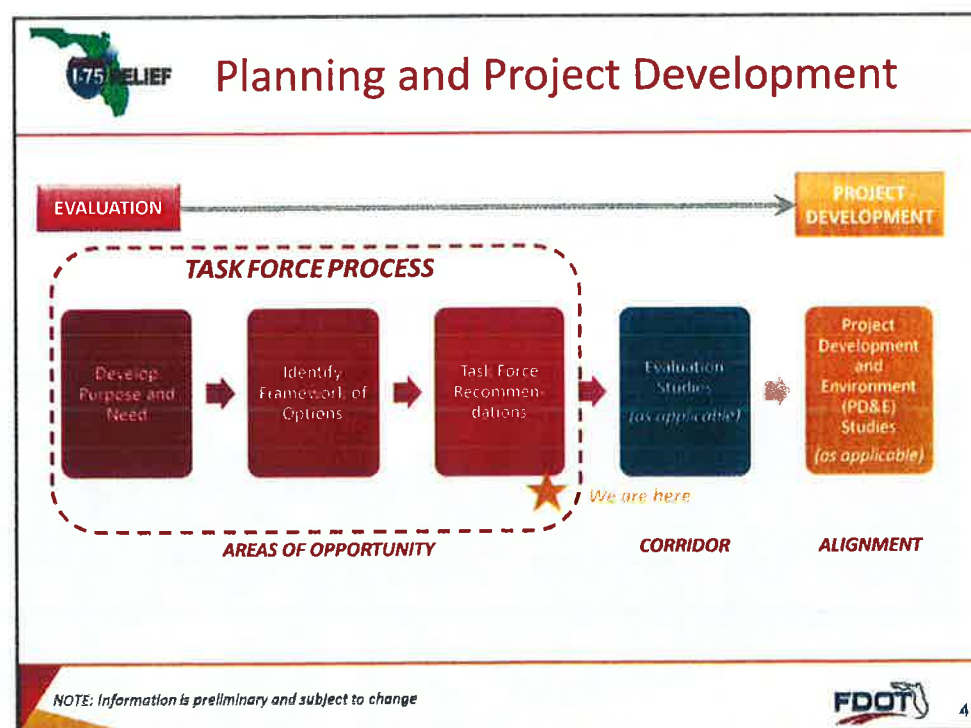 I-75 RELIEF
Planning and Project Development
EVALUATION
PROJECT
DEVELOPMENT
TASK FORCE PROCESS
Develop
Purpose and
Need
Identify
Framework of
Options
Task Force
Recommen-
dations
Evaluation
Studies
(as applicable)
Project
Development
and
Environment
(PD&E)
Studies
(as applicable)
We are here
AREAS OF OPPORTUNITY
CORRIDOR
ALIGNMENT
NOTE: Information is preliminary and subject to change
FDOT
4